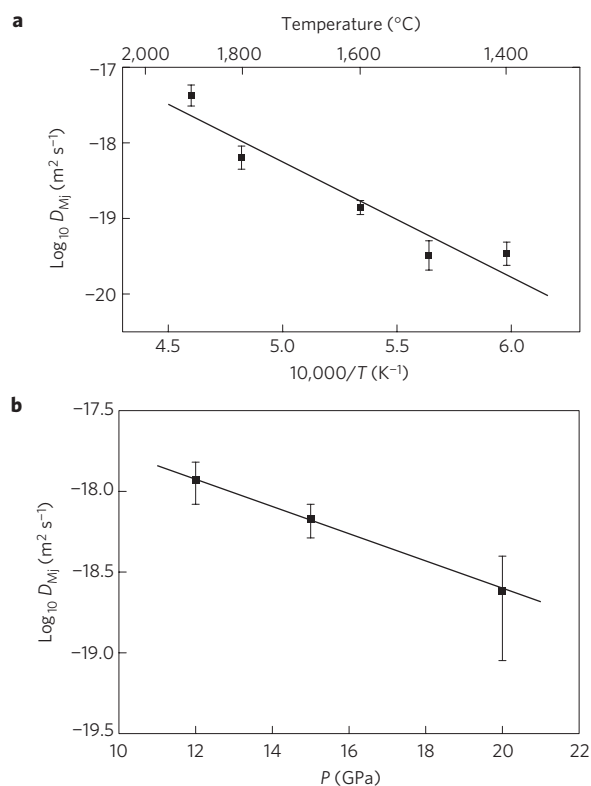 a
Temperature (°C)
2,000 1,800 1,600 1,400
−17
−18
−19
−20
Log₁₀ D_Mj (m² s⁻¹)
4.5 5.0 5.5 6.0
10,000/T (K⁻¹)
b
−17.5
−18.0
−18.5
−19.0
−19.5
Log₁₀ D_Mj (m² s⁻¹)
10 12 14 16 18 20 22
P (GPa)